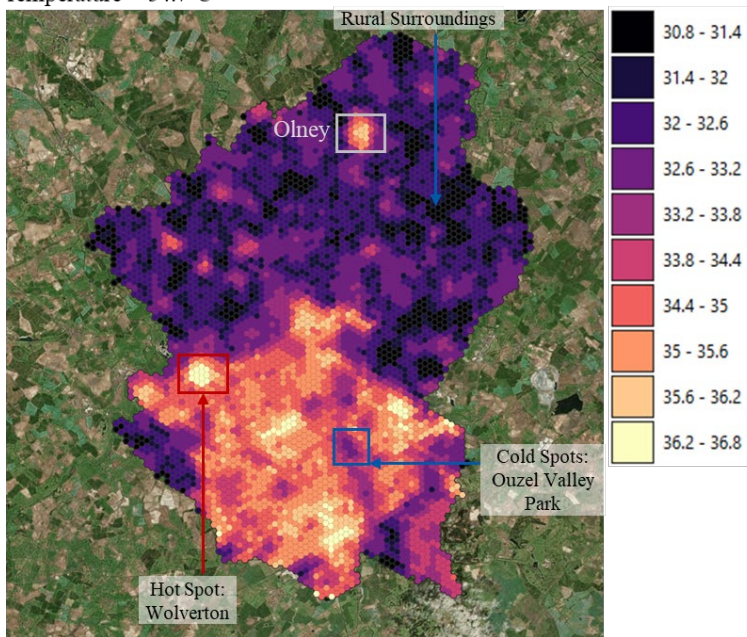 Rural Surroundings
Olney
Cold Spots:
Ouzel Valley
Park
Hot Spot:
Wolverton
30.8 - 31.4
31.4 - 32
32 - 32.6
32.6 - 33.2
33.2 - 33.8
33.8 - 34.4
34.4 - 35
35 - 35.6
35.6 - 36.2
36.2 - 36.8